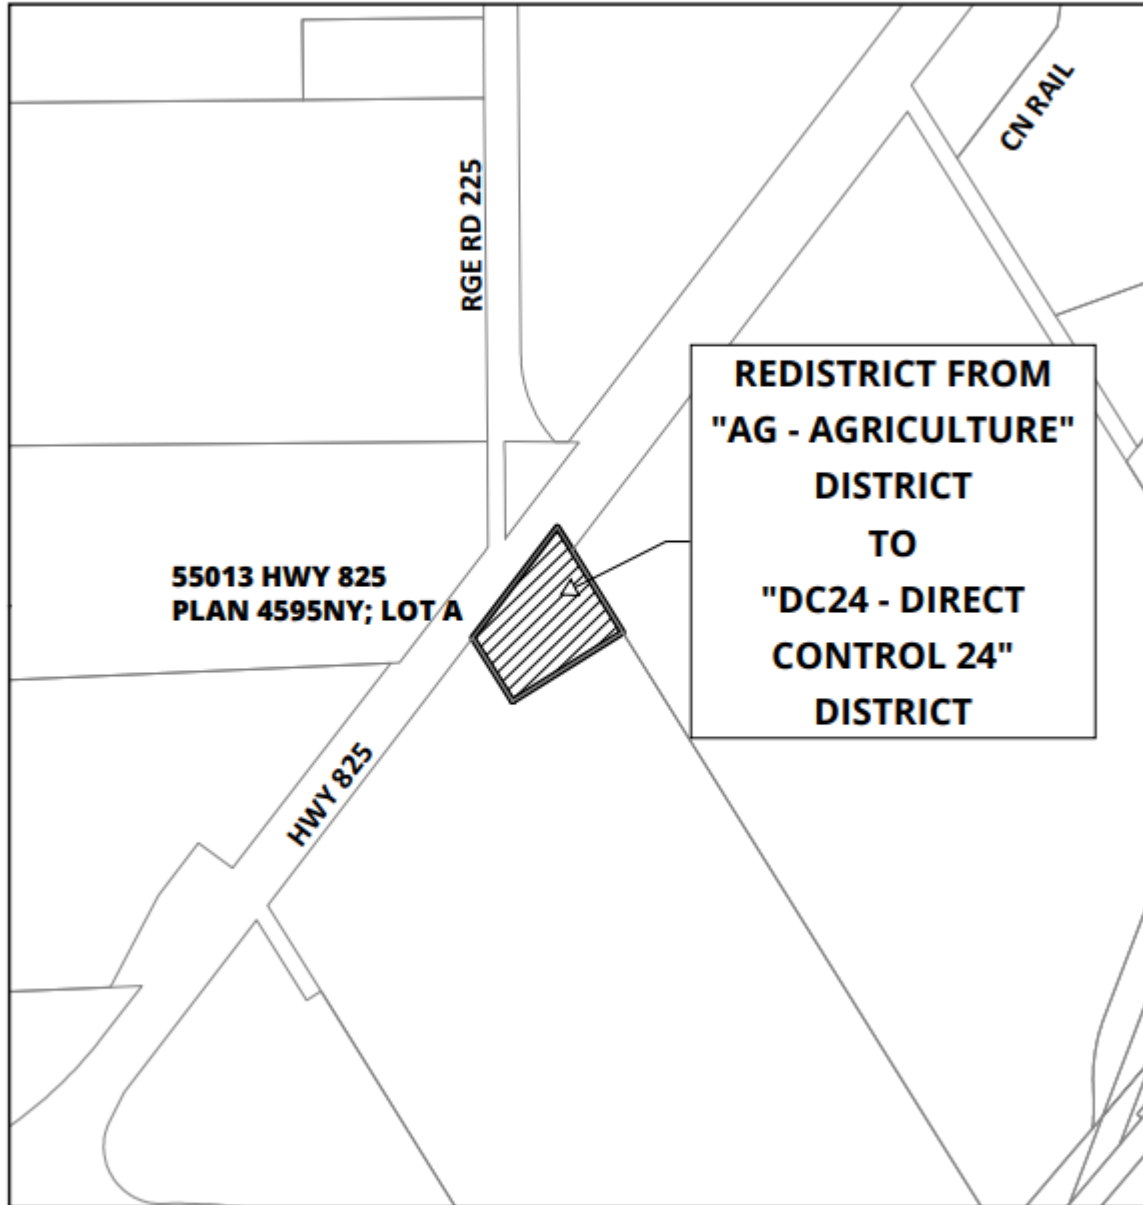 CN RAIL
RGE RD 225
REDISTRICT FROM
"AG - AGRICULTURE"
DISTRICT
TO
"DC24 - DIRECT
CONTROL 24"
DISTRICT
55013 HWY 825
PLAN 4595NY; LOT A
HWY 825